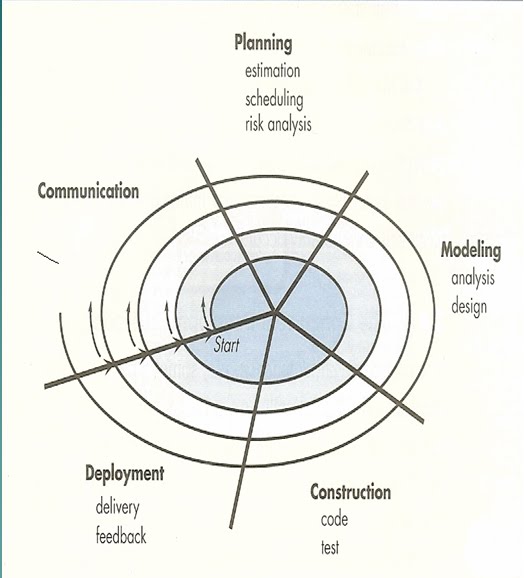 Planning
estimation
scheduling
risk analysis
Communication
Modeling
analysis
design
Start
Deployment
delivery
feedback
Construction
code
test